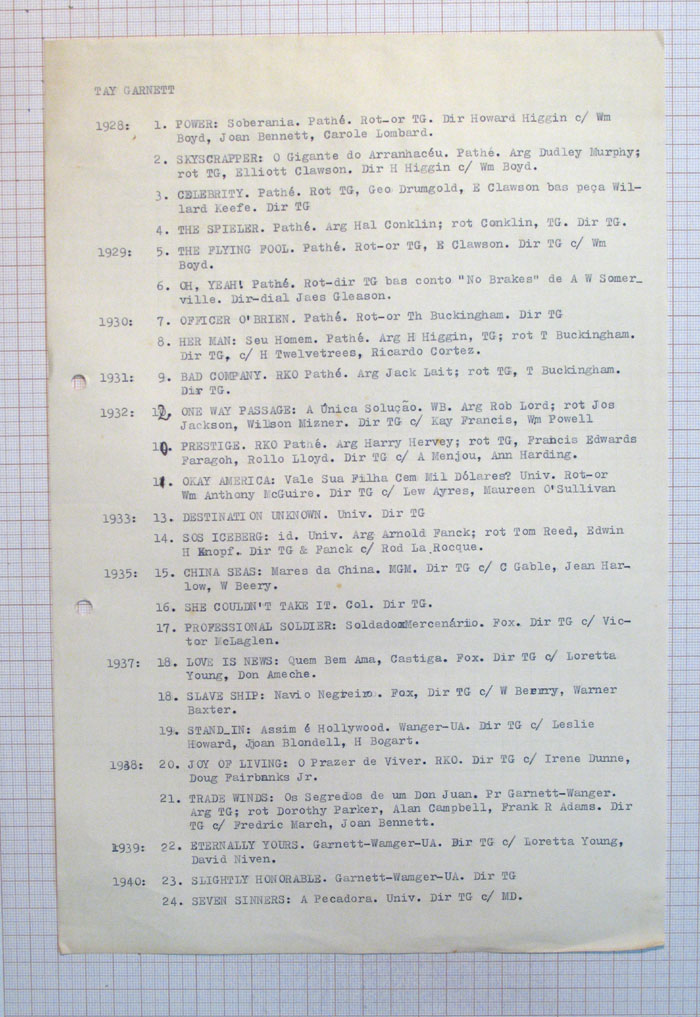 TAY GARNETT
1928: 1. POWER: Soberania. Pathé. Rot-or TG. Dir Howard Higgin c/ Wm
Boyd, Joan Bennett, Carole Lombard.
2. SKYSCRAPPER: O Gigante do Arranhacéu. Pathé. Arg Dudley Murphy;
rot TG, Elliott Clawson. Dir H Higgin c/ Wm Boyd.
3. CELEBRITY. Pathé. Rot TG, Geo Drumgold, E Clawson bas peça Wil-
lard Keefe. Dir TG
4. THE SPIELER. Pathé. Arg Hal Conklin; rot Conklin, TG. Dir TG.
1929: 5. THE FLYING FOOL. Pathé. Rot-or TG, E Clawson. Dir TG c/ Wm
Boyd.
6. OH, YEAH! Pathé. Rot-dir TG bas conto "No Brakes" de A W Somer_
ville. Dir-dial Jaes Gleason.
1930: 7. OFFICER O'BRIEN. Pathé. Rot-or Th Buckingham. Dir TG
8. HER MAN: Seu Homem. Pathé. Arg H Higgin, TG; rot T Buckingham.
Dir TG, c/ H Twelvetrees, Ricardo Cortez.
1931: 9. BAD COMPANY. RKO Pathé. Arg Jack Lait; rot TG, T Buckingham.
Dir TG.
1932: 12. ONE WAY PASSAGE: A Única Solução. WB. Arg Rob Lord; rot Jos
Jackson, Wilson Mizner. Dir TG c/ Kay Francis, Wm Powell
10. PRESTIGE. RKO Pathé. Arg Harry Hervey; rot TG, Francis Edwards
Faragoh, Rollo Lloyd. Dir TG c/ A Menjou, Ann Harding.
11. OKAY AMERICA: Vale Sua Filha Cem Mil Dólares? Univ. Rot-or
Wm Anthony McGuire. Dir TG c/ Lew Ayres, Maureen O'Sullivan
1933: 13. DESTINATION UNKNOWN. Univ. Dir TG
14. SOS ICEBERG: id. Univ. Arg Arnold Fanck; rot Tom Reed, Edwin
H Knopf. Dir TG & Fanck c/ Rod La Rocque.
1935: 15. CHINA SEAS: Mares da China. MGM. Dir TG c/ C Gable, Jean Har-
low, W Beery.
16. SHE COULDN'T TAKE IT. Col. Dir TG.
17. PROFESSIONAL SOLDIER: Soldado Mercenário. Fox. Dir TG c/ Vic-
tor McLaglen.
1937: 18. LOVE IS NEWS: Quem Bem Ama, Castiga. Fox. Dir TG c/ Loretta
Young, Don Ameche.
18. SLAVE SHIP: Navio Negreiro. Fox, Dir TG c/ W Beery, Warner
Baxter.
19. STAND_IN: Assim é Hollywood. Wanger-UA. Dir TG c/ Leslie
Howard, Joan Blondell, H Bogart.
1938: 20. JOY OF LIVING: O Prazer de Viver. RKO. Dir TG c/ Irene Dunne,
Doug Fairbanks Jr.
21. TRADE WINDS: Os Segredos de um Don Juan. Pr Garnett-Wanger.
Arg TG; rot Dorothy Parker, Alan Campbell, Frank R Adams. Dir
TG c/ Fredric March, Joan Bennett.
1939: 22. ETERNALLY YOURS. Garnett-Wamger-UA. Dir TG c/ Loretta Young,
David Niven.
1940: 23. SLIGHTLY HONORABLE. Garnett-Wamger-UA. Dir TG
24. SEVEN SINNERS: A Pecadora. Univ. Dir TG c/ MD.